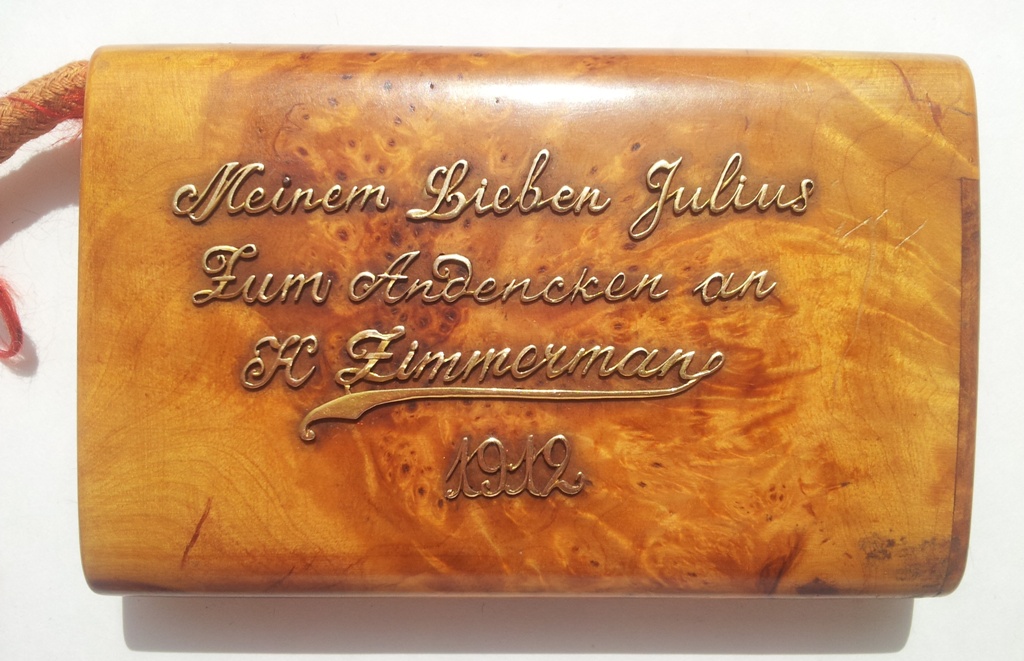 Meinem Lieben Julius
Zum Andencken an
H Zimmerman
1912